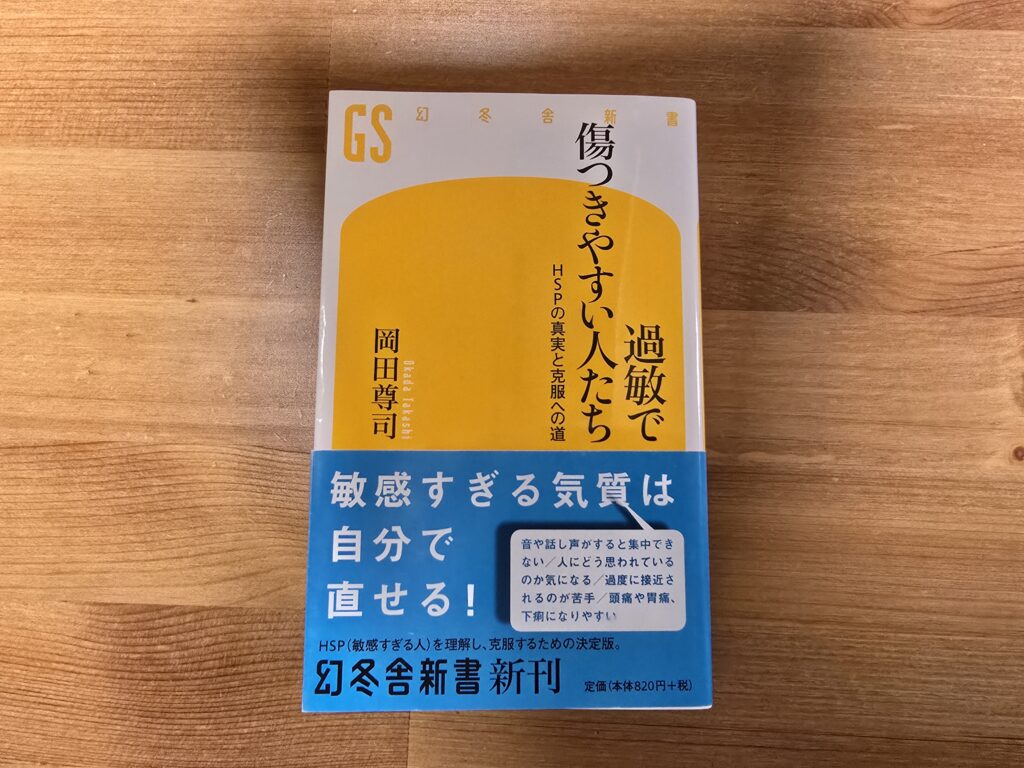 GS
幻冬舎新書
過敏で
傷つきやすい人たち
HSPの真実と克服への道
岡田尊司
Okada Takashi
敏感すぎる気質は
自分で
直せる!
音や話し声がすると集中でき
ない/人にどう思われている
のか気になる/過度に接近さ
れるのが苦手/頭痛や胃痛、
下痢になりやすい
HSP(敏感すぎる人)を理解し、克服するための決定版。
幻冬舎新書 新刊
定価(本体820円+税)